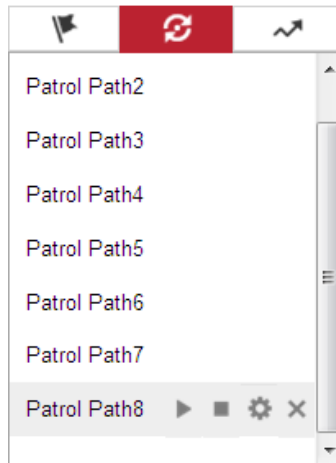 Patrol Path2
Patrol Path3
Patrol Path4
Patrol Path5
Patrol Path6
Patrol Path7
Patrol Path8